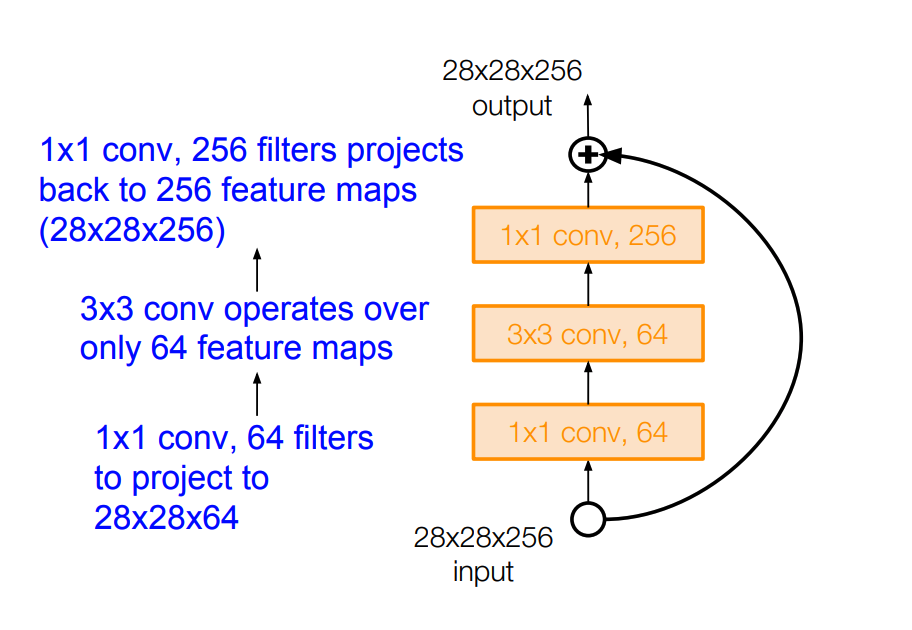 28x28x256
output
1x1 conv, 256 filters projects
back to 256 feature maps
(28x28x256)
1x1 conv, 256
3x3 conv operates over
only 64 feature maps
3x3 conv, 64
1x1 conv, 64 filters
to project to
28x28x64
1x1 conv, 64
28x28x256
input